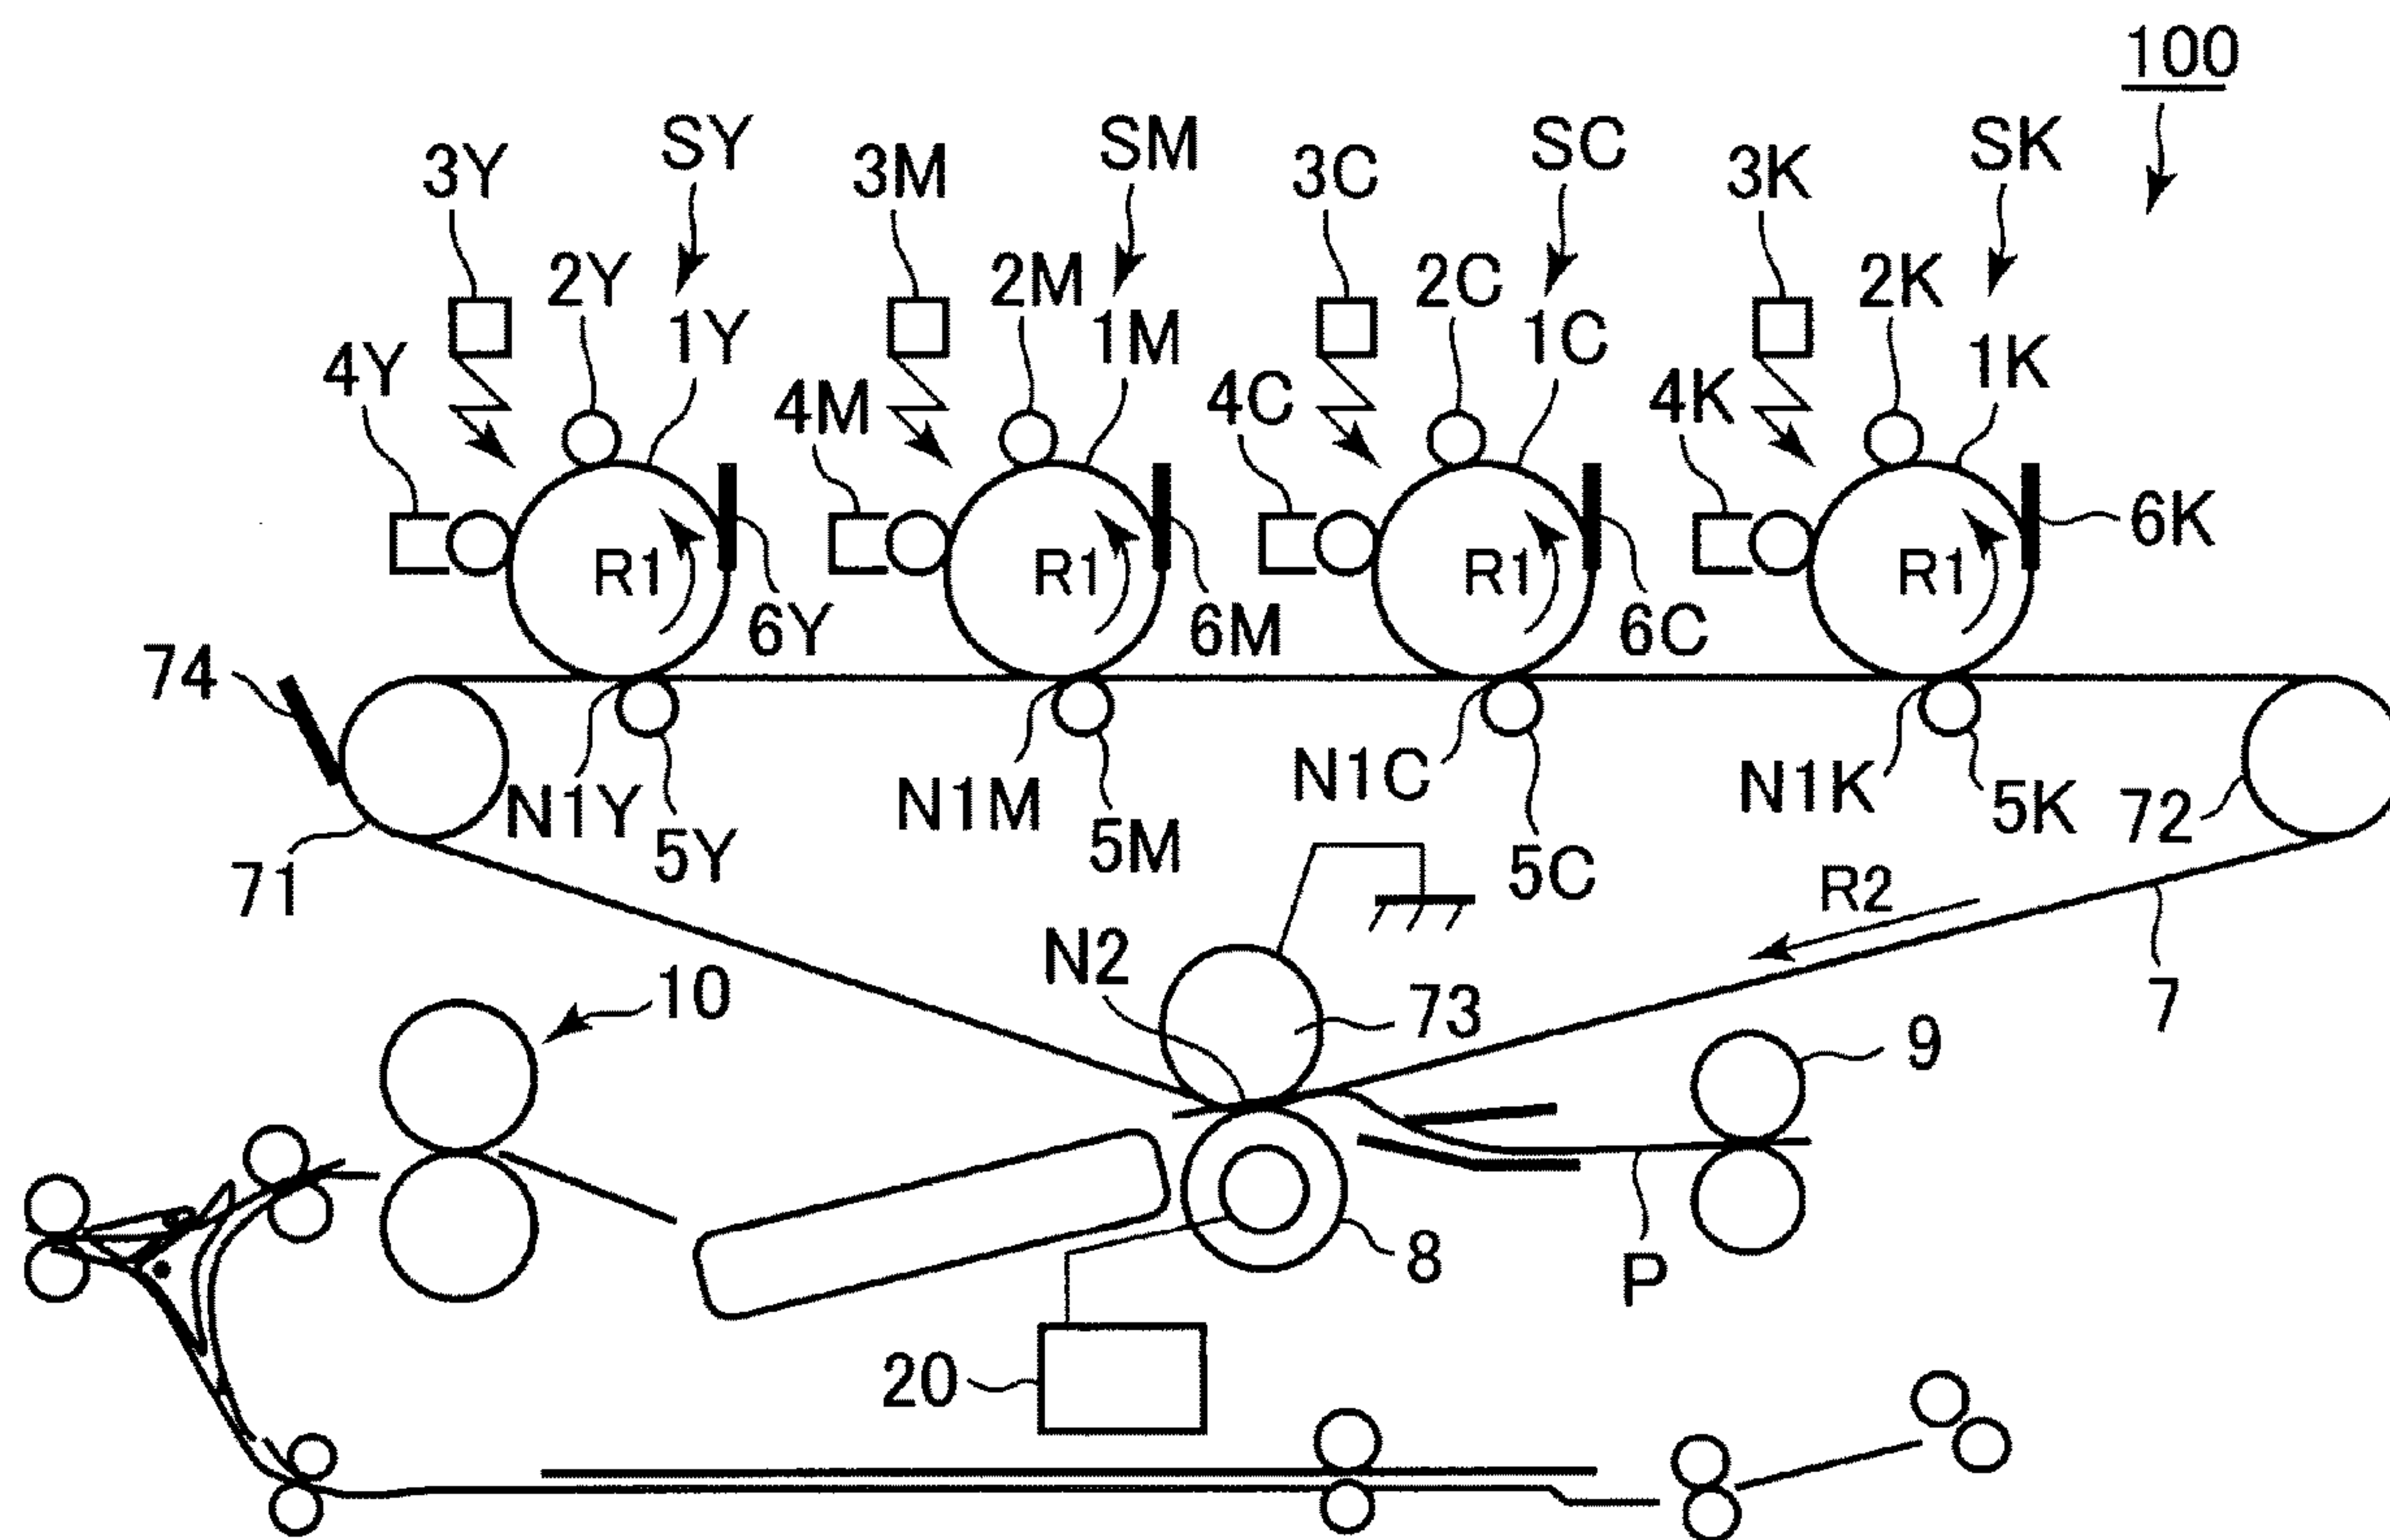 100
SY SM SC SK
3Y 3M 3C 3K
2Y 2M 2C 2K
1Y 1M 1C 1K
4Y 4M 4C 4K
R1 R1 R1 R1 6K
6Y 6M 6C
74
N1Y N1M N1C N1K
5Y 5M 5C 5K 72
71 R2
N2
10 73 7
9
8 P
20